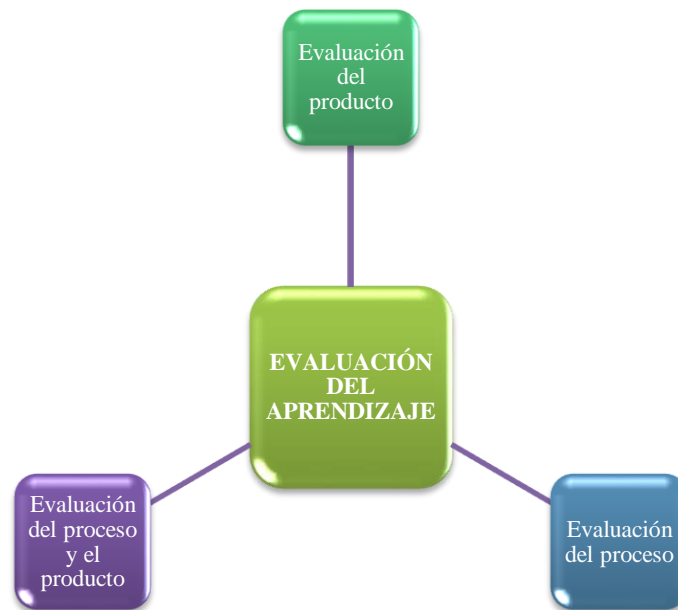 Evaluación
del
producto
EVALUACIÓN
DEL
APRENDIZAJE
Evaluación
del proceso
y el
producto
Evaluación
del proceso